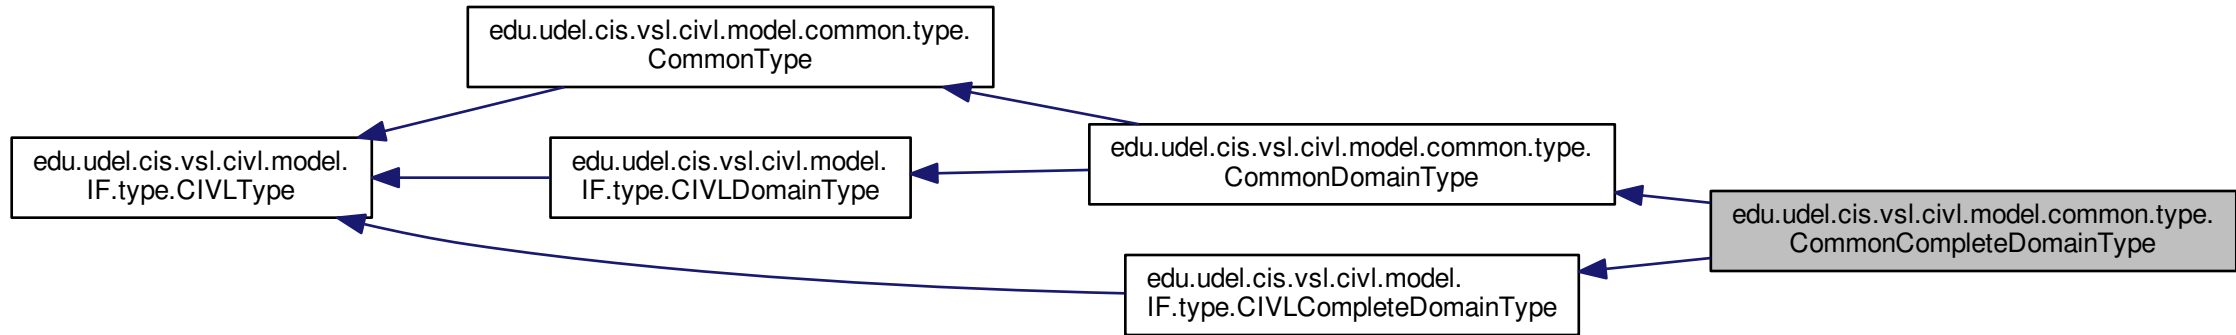 edu.udel.cis.vsl.civl.model.common.type.
CommonType
edu.udel.cis.vsl.civl.model.
IF.type.CIVLType
edu.udel.cis.vsl.civl.model.
IF.type.CIVLDomainType
edu.udel.cis.vsl.civl.model.common.type.
CommonDomainType
edu.udel.cis.vsl.civl.model.
IF.type.CIVLCompleteDomainType
edu.udel.cis.vsl.civl.model.common.type.
CommonCompleteDomainType